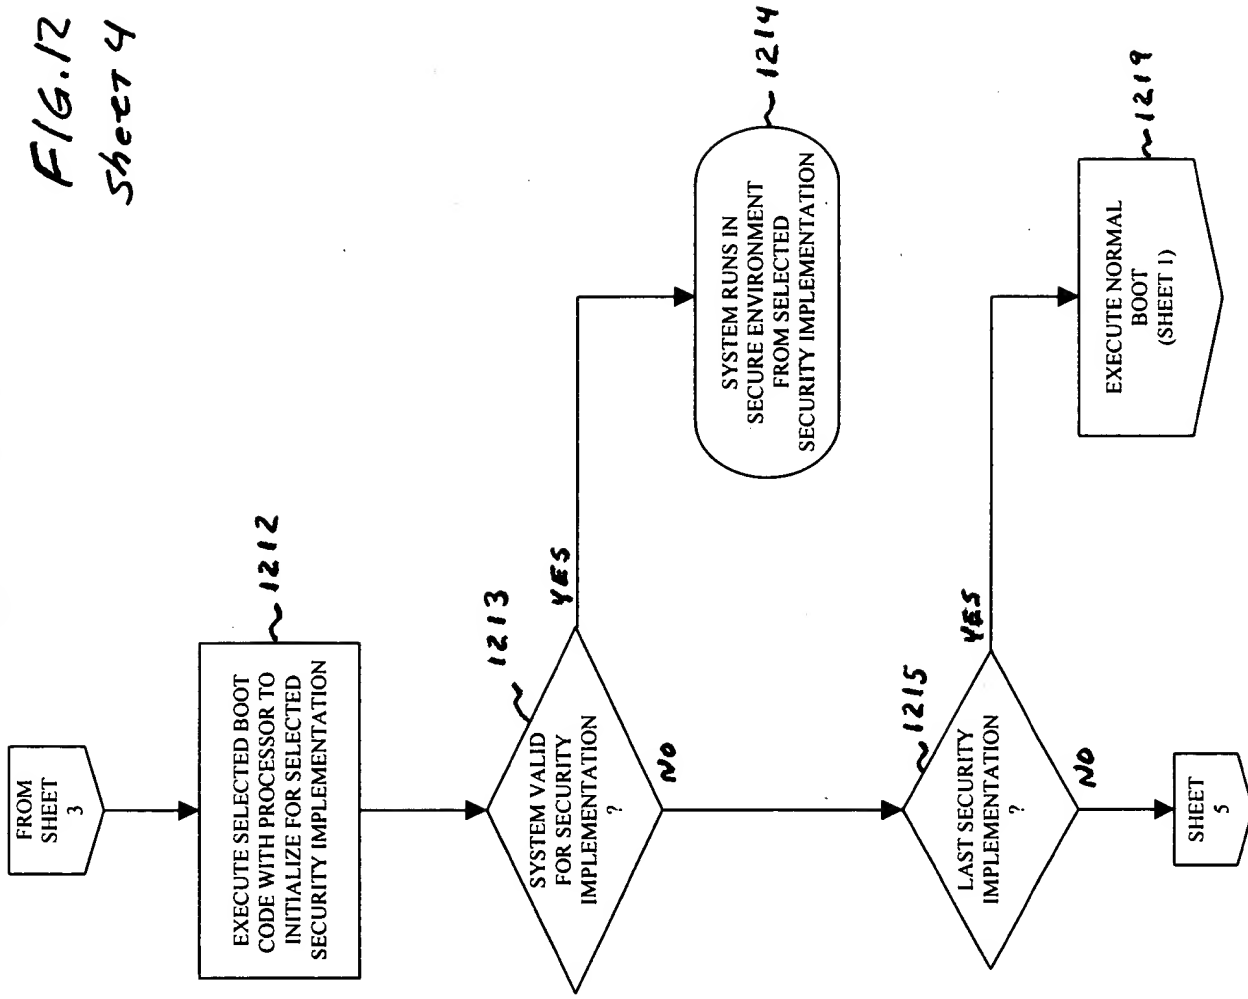 FIG. 12
Sheet 4
FROM
SHEET
3
EXECUTE SELECTED BOOT
CODE WITH PROCESSOR TO
INITIALIZE FOR SELECTED
SECURITY IMPLEMENTATION
1212
SYSTEM VALID
FOR SECURITY
IMPLEMENTATION
?
1213
YES
NO
SYSTEM RUNS IN
SECURE ENVIRONMENT
FROM SELECTED
SECURITY IMPLEMENTATION
1214
LAST SECURITY
IMPLEMENTATION
?
1215
YES
NO
EXECUTE NORMAL
BOOT
(SHEET 1)
1219
SHEET
5